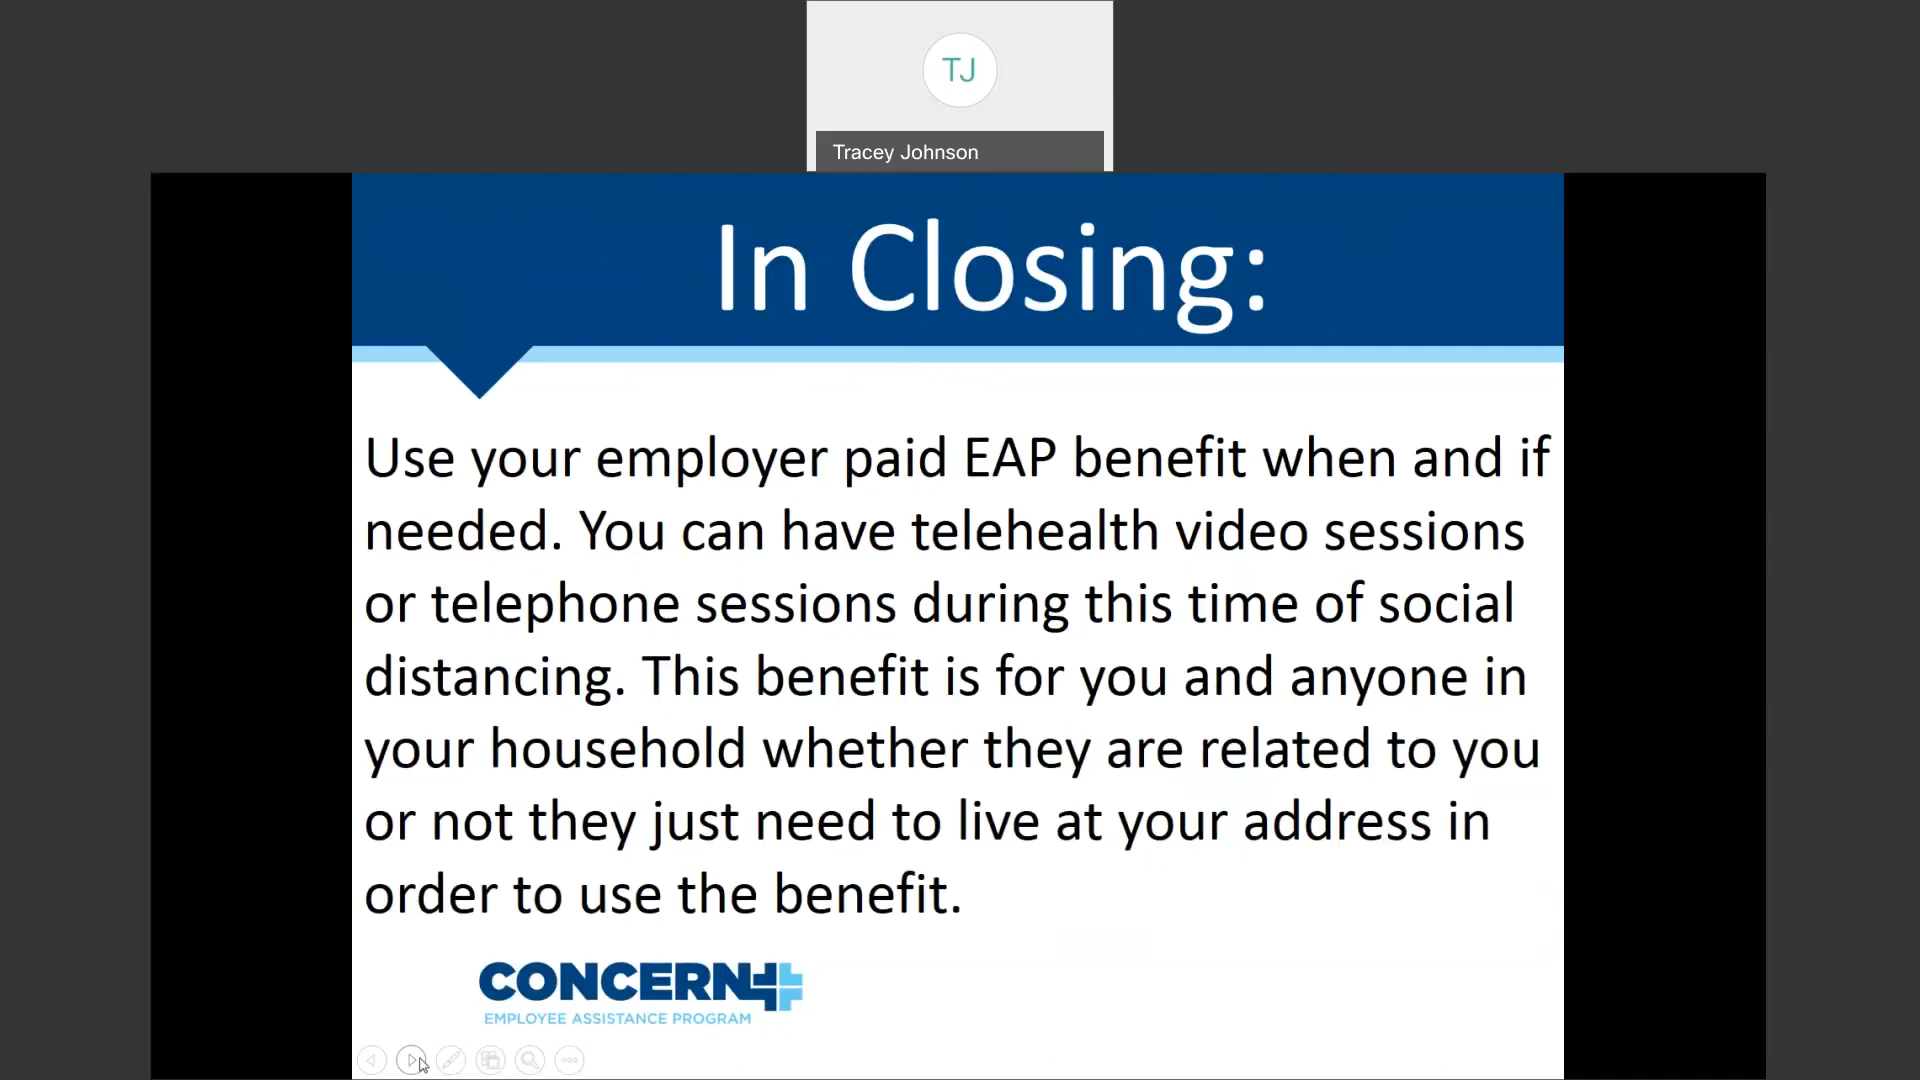 TJ
Tracey Johnson
In Closing:
Use your employer paid EAP benefit when and if
needed. You can have telehealth video sessions
or telephone sessions during this time of social
distancing. This benefit is for you and anyone in
your household whether they are related to you
or not they just need to live at your address in
order to use the benefit.
CONCERN
EMPLOYEE ASSISTANCE PROGRAM